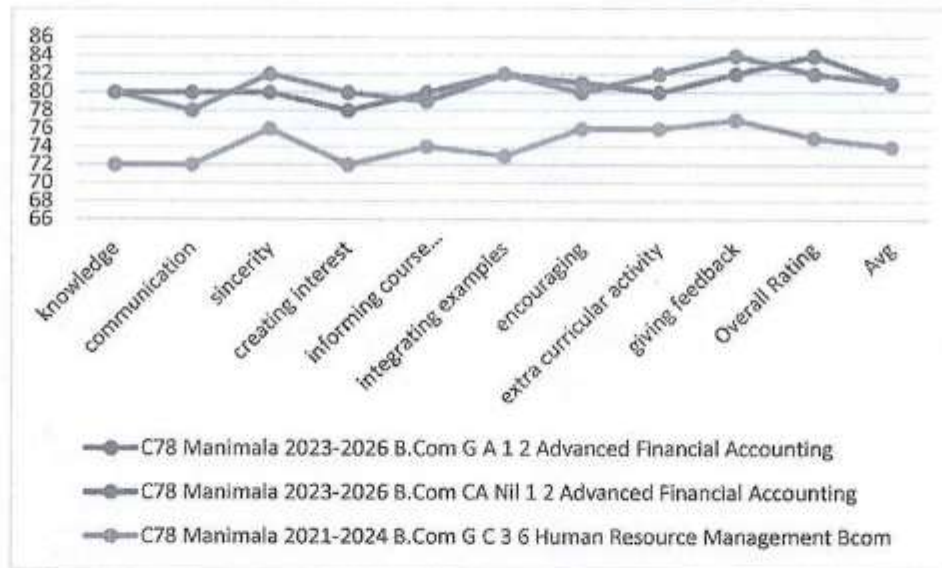 86
84
82
80
78
76
74
72
70
68
66
knowledge
communication
sincerity
creating interest
informing course...
integrating examples
encouraging
extra curricular activity
giving feedback
Overall Rating
Avg
C78 Manimala 2023-2026 B.Com G A 1 2 Advanced Financial Accounting
C78 Manimala 2023-2026 B.Com CA Nil 1 2 Advanced Financial Accounting
C78 Manimala 2021-2024 B.Com G C 3 6 Human Resource Management Bcom